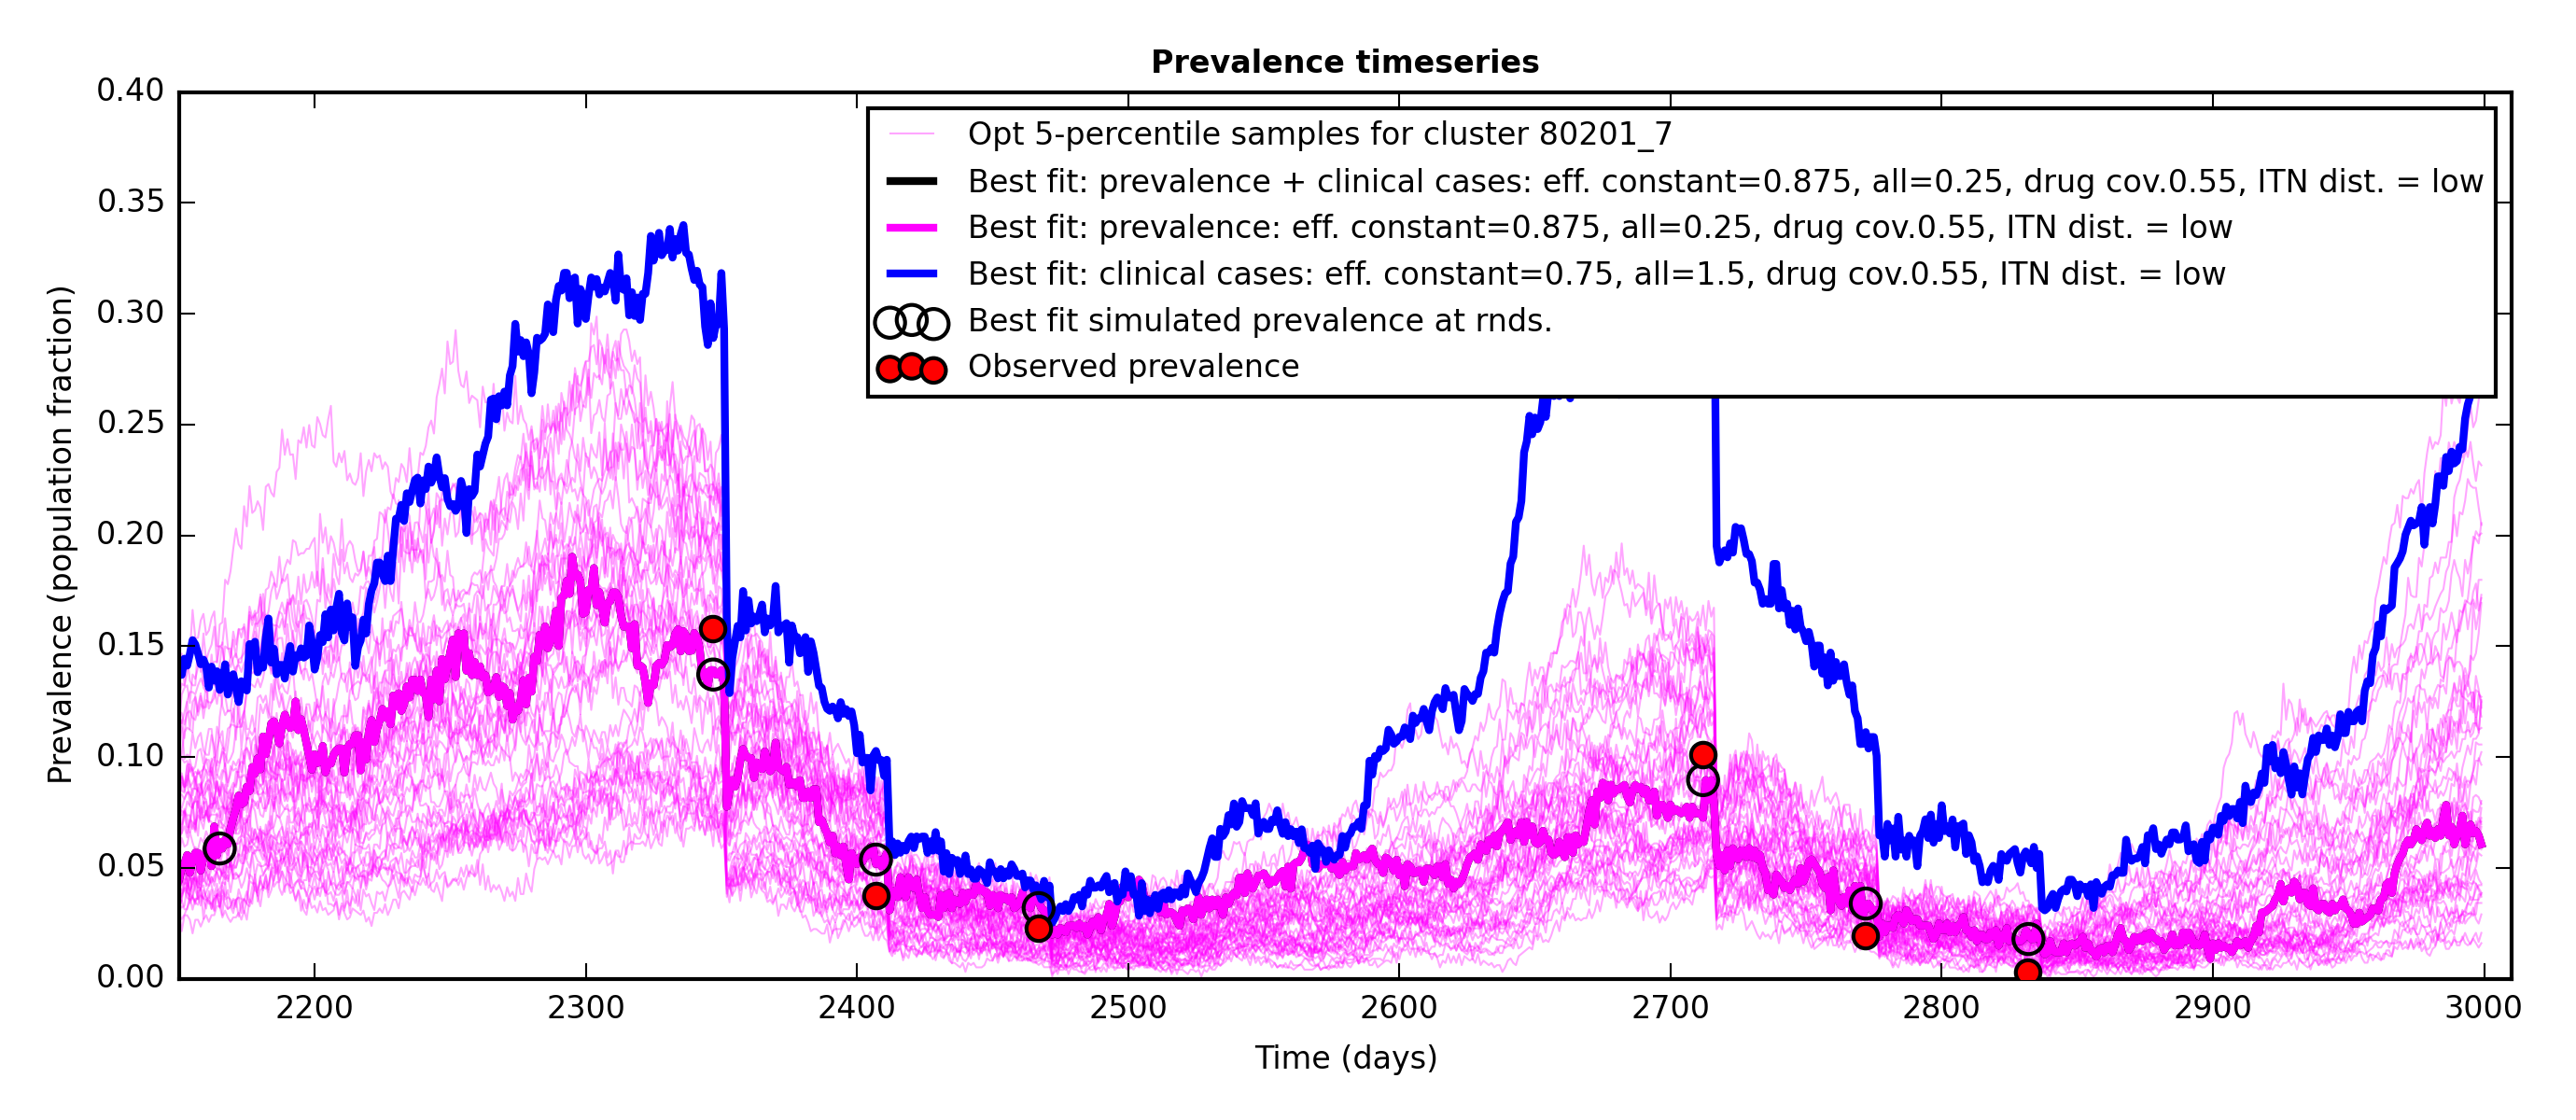 Prevalence timeseries
0.40
0.35
0.30
0.25
0.20
0.15
0.10
0.05
0.00
Prevalence (population fraction)
Opt 5-percentile samples for cluster 80201_7
Best fit: prevalence + clinical cases: eff. constant=0.875, all=0.25, drug cov.0.55, ITN dist. = low
Best fit: prevalence: eff. constant=0.875, all=0.25, drug cov.0.55, ITN dist. = low
Best fit: clinical cases: eff. constant=0.75, all=1.5, drug cov.0.55, ITN dist. = low
Best fit simulated prevalence at rnds.
Observed prevalence
2200 2300 2400 2500 2600 2700 2800 2900 3000
Time (days)